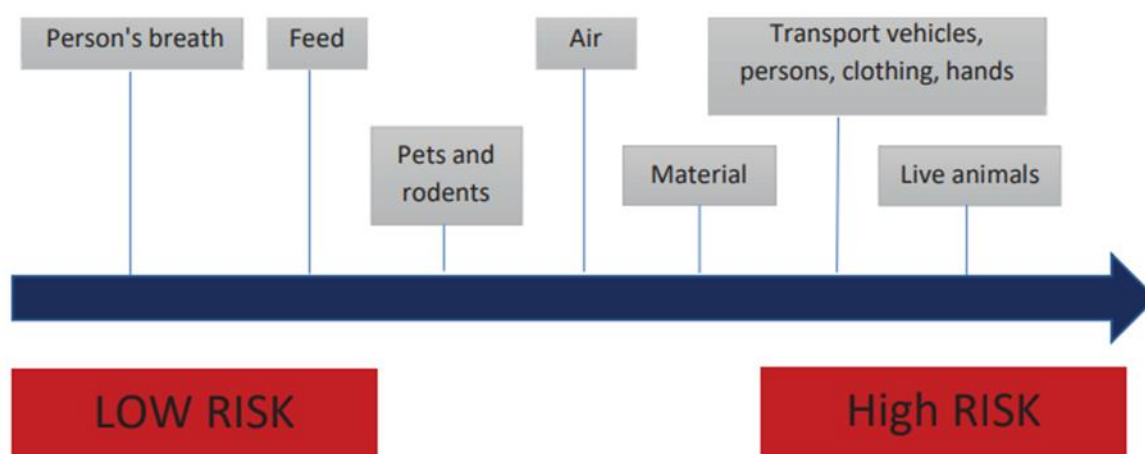 Person's breath
Feed
Air
Transport vehicles,
persons, clothing, hands
Pets and
rodents
Material
Live animals
LOW RISK
High RISK